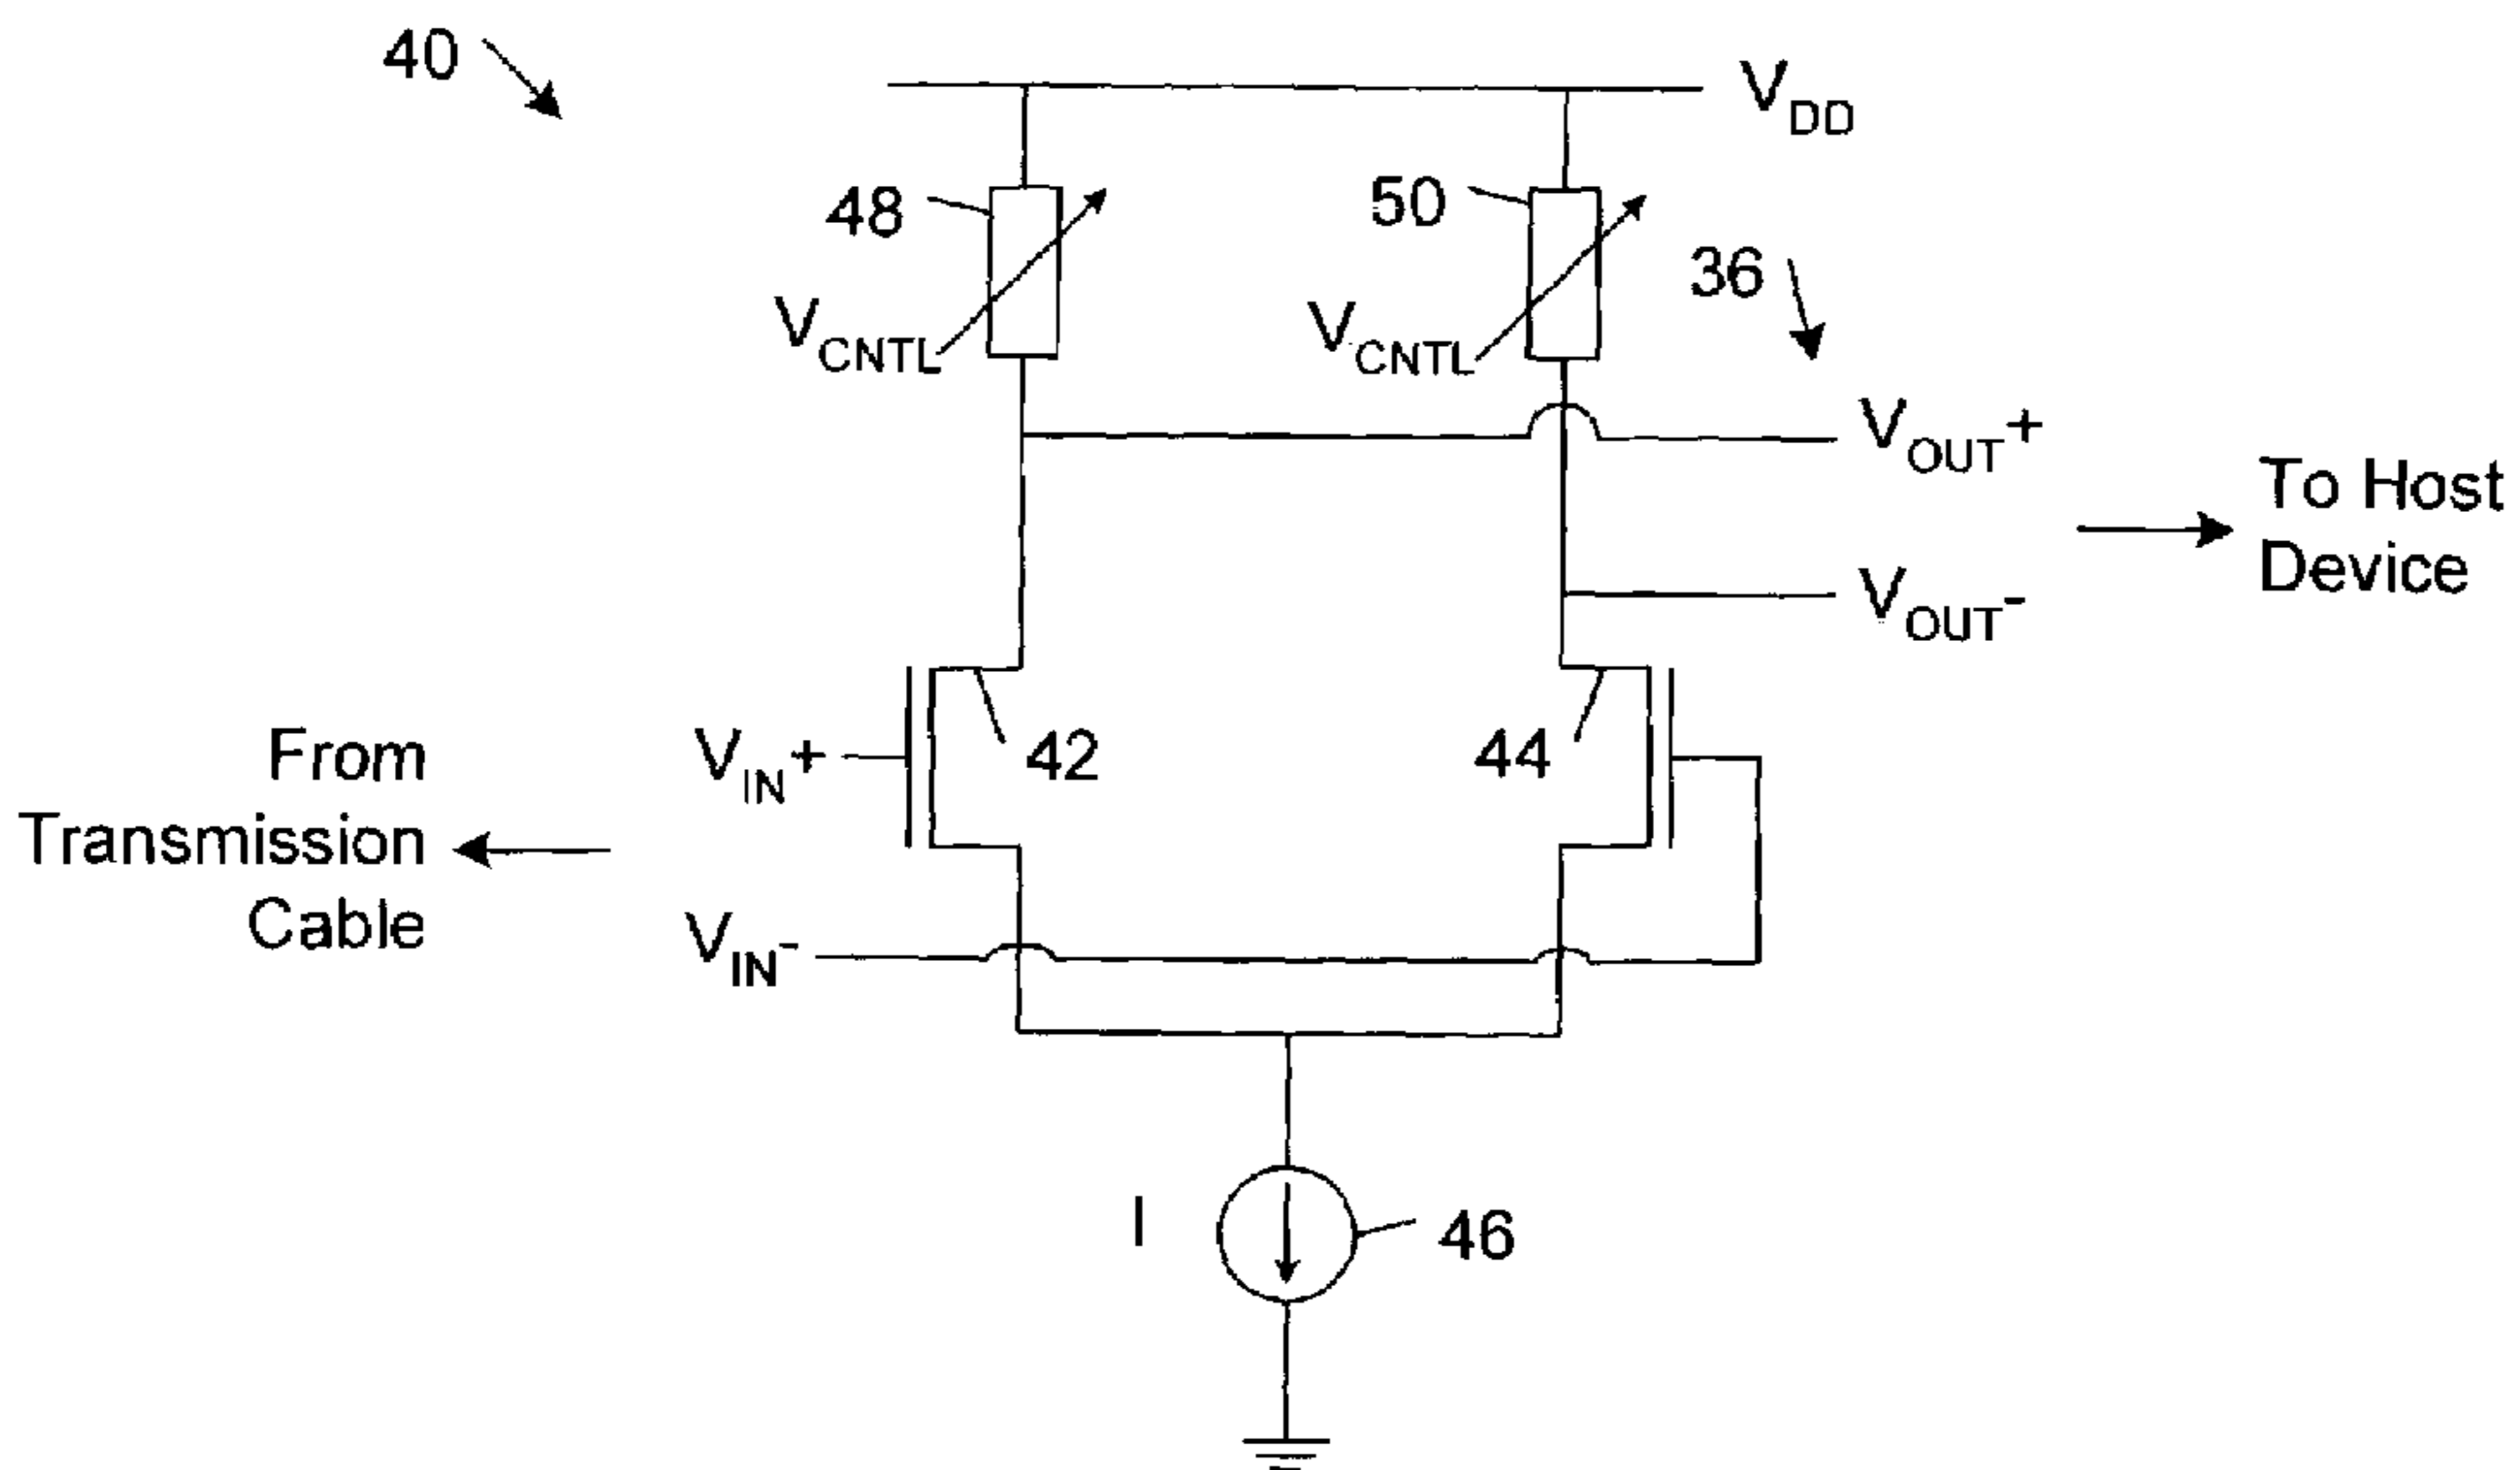 40
VDD
48
50
36
VCNTL
VCNTL
VOUT+
To Host
Device
VOUT-
From
Transmission
Cable
VIN+
42
44
VIN-
I
46